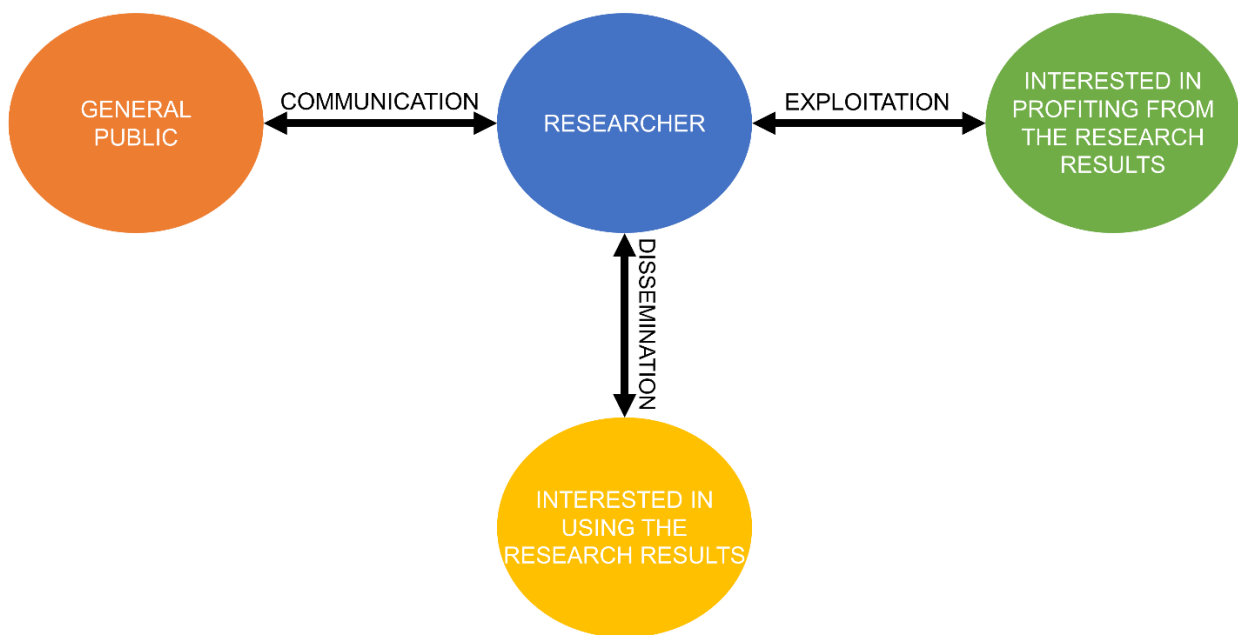 GENERAL
PUBLIC
COMMUNICATION
RESEARCHER
EXPLOITATION
INTERESTED IN
PROFITING FROM
THE RESEARCH
RESULTS
DISSEMINATION
INTERESTED IN
USING THE
RESEARCH RESULTS